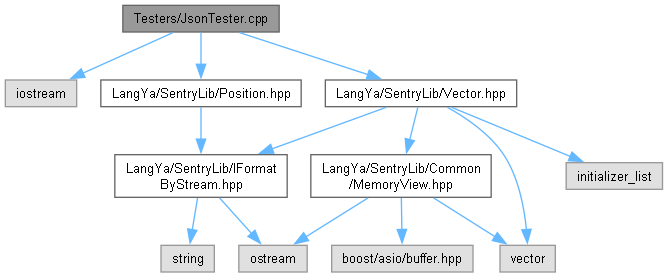 Testers/JsonTester.cpp
iostream
LangYa/SentryLib/Position.hpp
LangYa/SentryLib/Vector.hpp
LangYa/SentryLib/IFormat
ByStream.hpp
LangYa/SentryLib/Common
/MemoryView.hpp
initializer_list
string
ostream
boost/asio/buffer.hpp
vector